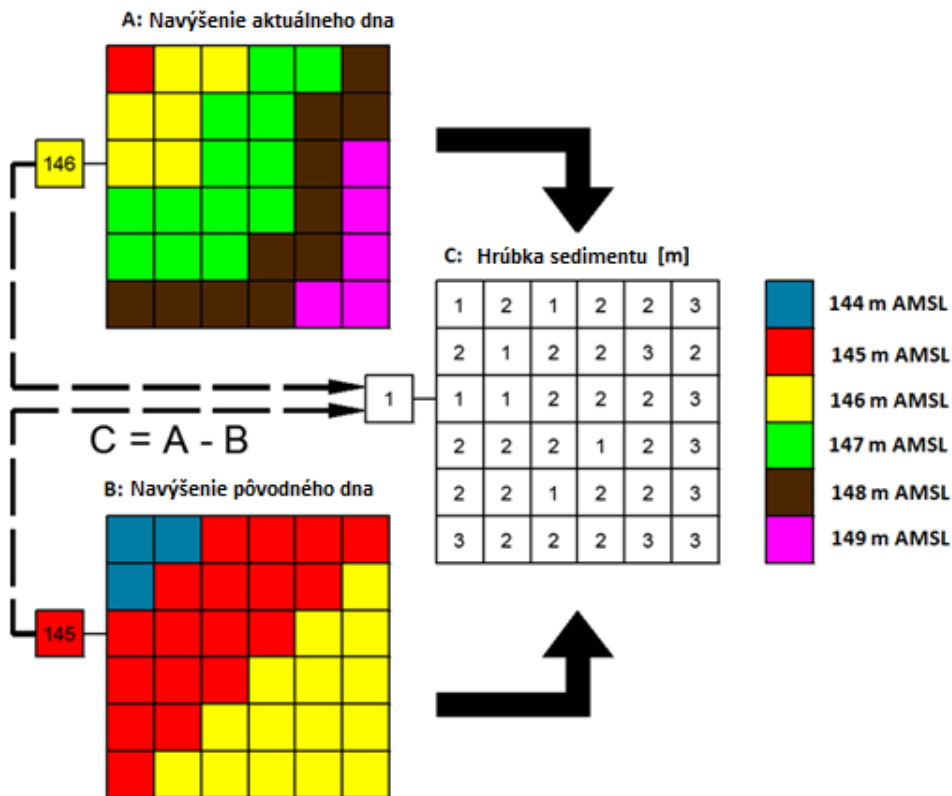 A: Navýšenie aktuálneho dna
146
C: Hrúbka sedimentu [m]
1 2 1 2 2 3
2 1 2 2 3 2
1 1 2 2 2 3
2 2 2 1 2 3
2 2 1 2 2 3
3 2 2 2 3 3
144 m AMSL
145 m AMSL
146 m AMSL
147 m AMSL
148 m AMSL
149 m AMSL
1
C = A - B
B: Navýšenie pôvodného dna
145